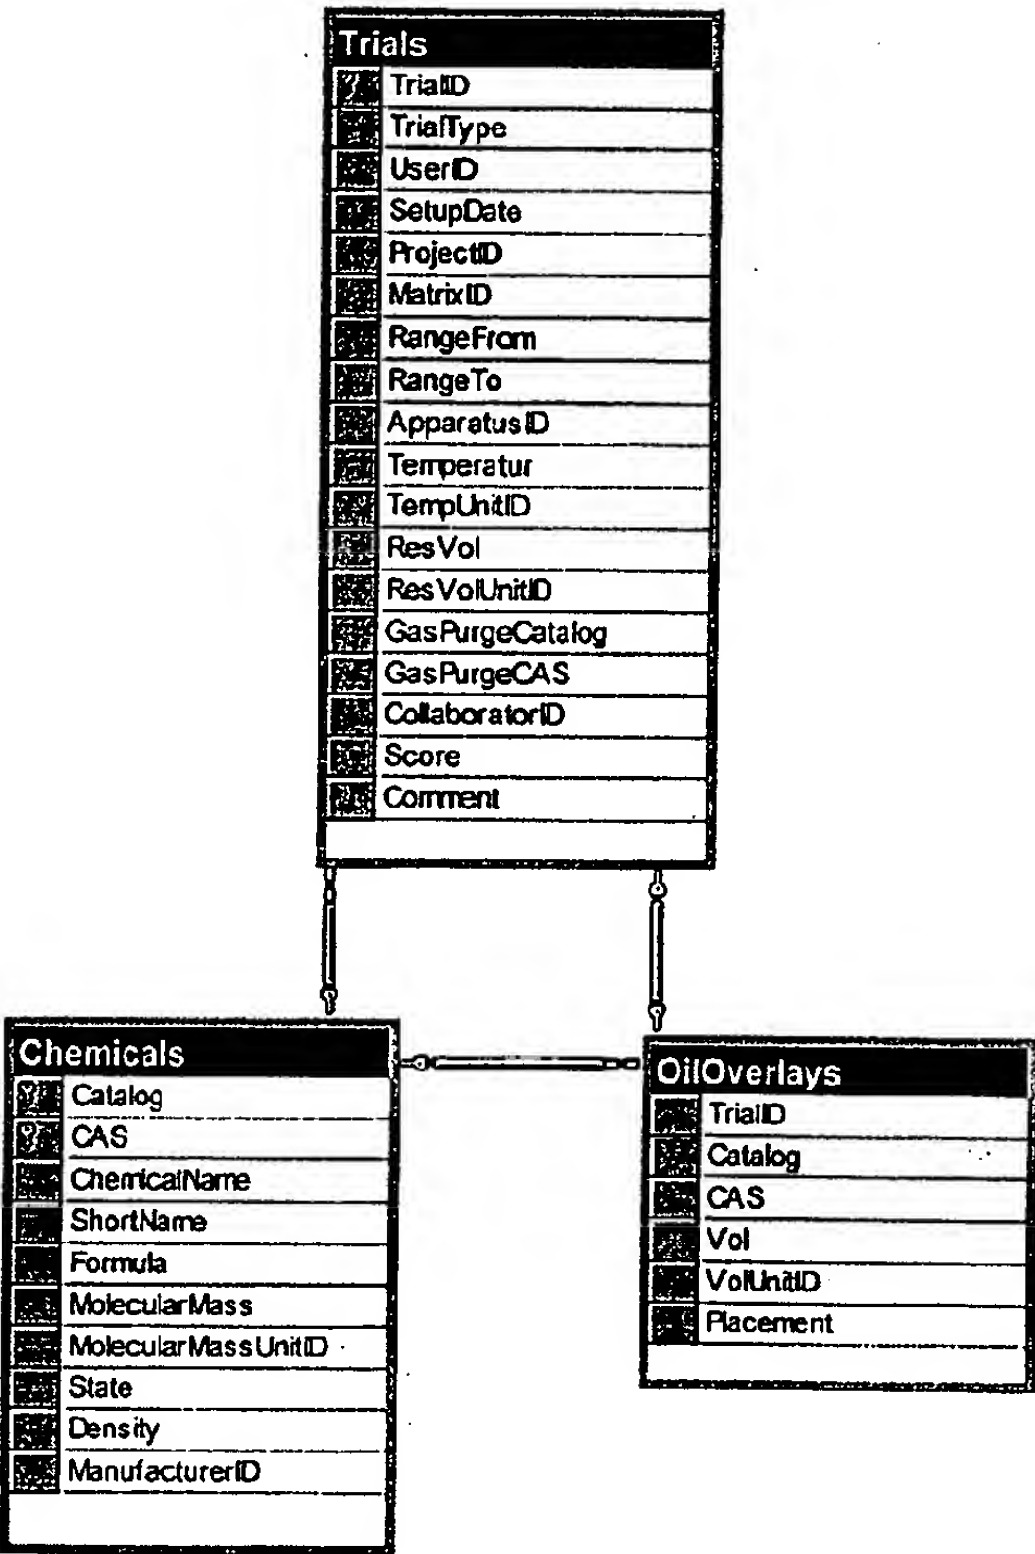 Trials
TrialID
TrialType
UserID
SetupDate
ProjectID
MatrixID
RangeFrom
RangeTo
ApparatusID
Temperatur
TempUnitID
ResVol
ResVolUnitID
GasPurgeCatalog
GasPurgeCAS
CollaboratorID
Score
Comment
Chemicals
Catalog
CAS
ChemicalName
ShortName
Formula
MolecularMass
MolecularMassUnitID
State
Density
ManufacturerID
OilOverlays
TrialID
Catalog
CAS
Vol
VolUnitID
Placement